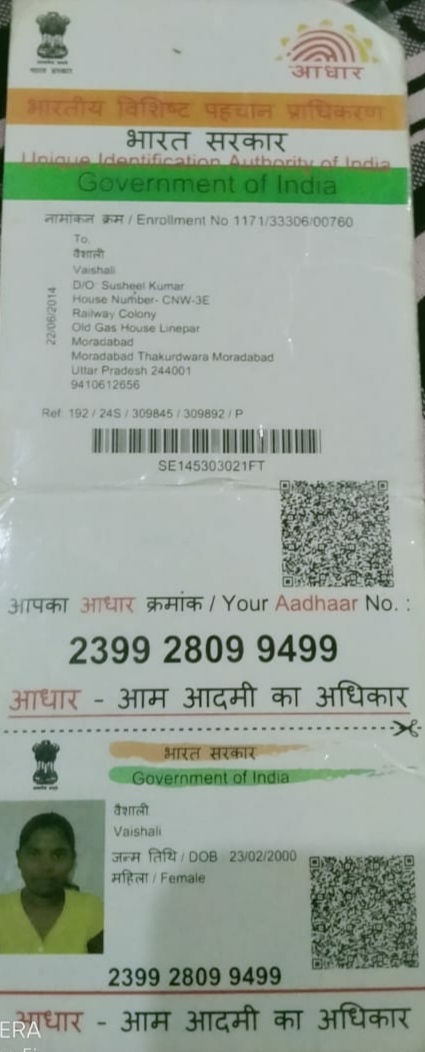 भारत सरकार
आधार
भारतीय विशिष्ट पहचान प्राधिकरण
भारत सरकार
Unique Identification Authority of India
Government of India
नामांकन क्रम / Enrollment No 1171/33306/00760
To,
वैशाली
Vaishali
D/O Susheel Kumar
House Number- CNW-3E
Railway Colony
Old Gas House Linepar
Moradabad
Moradabad Thakurdwara Moradabad
Uttar Pradesh 244001
9410612656
22/06/2014
Ref: 192 / 24S / 309845 / 309892 / P
SE145303021FT
आपका आधार क्रमांक / Your Aadhaar No. :
2399 2809 9499
आधार - आम आदमी का अधिकार
भारत सरकार
Government of India
वैशाली
Vaishali
जन्म तिथि / DOB 23/02/2000
महिला / Female
2399 2809 9499
आधार - आम आदमी का अधिकार
ERA